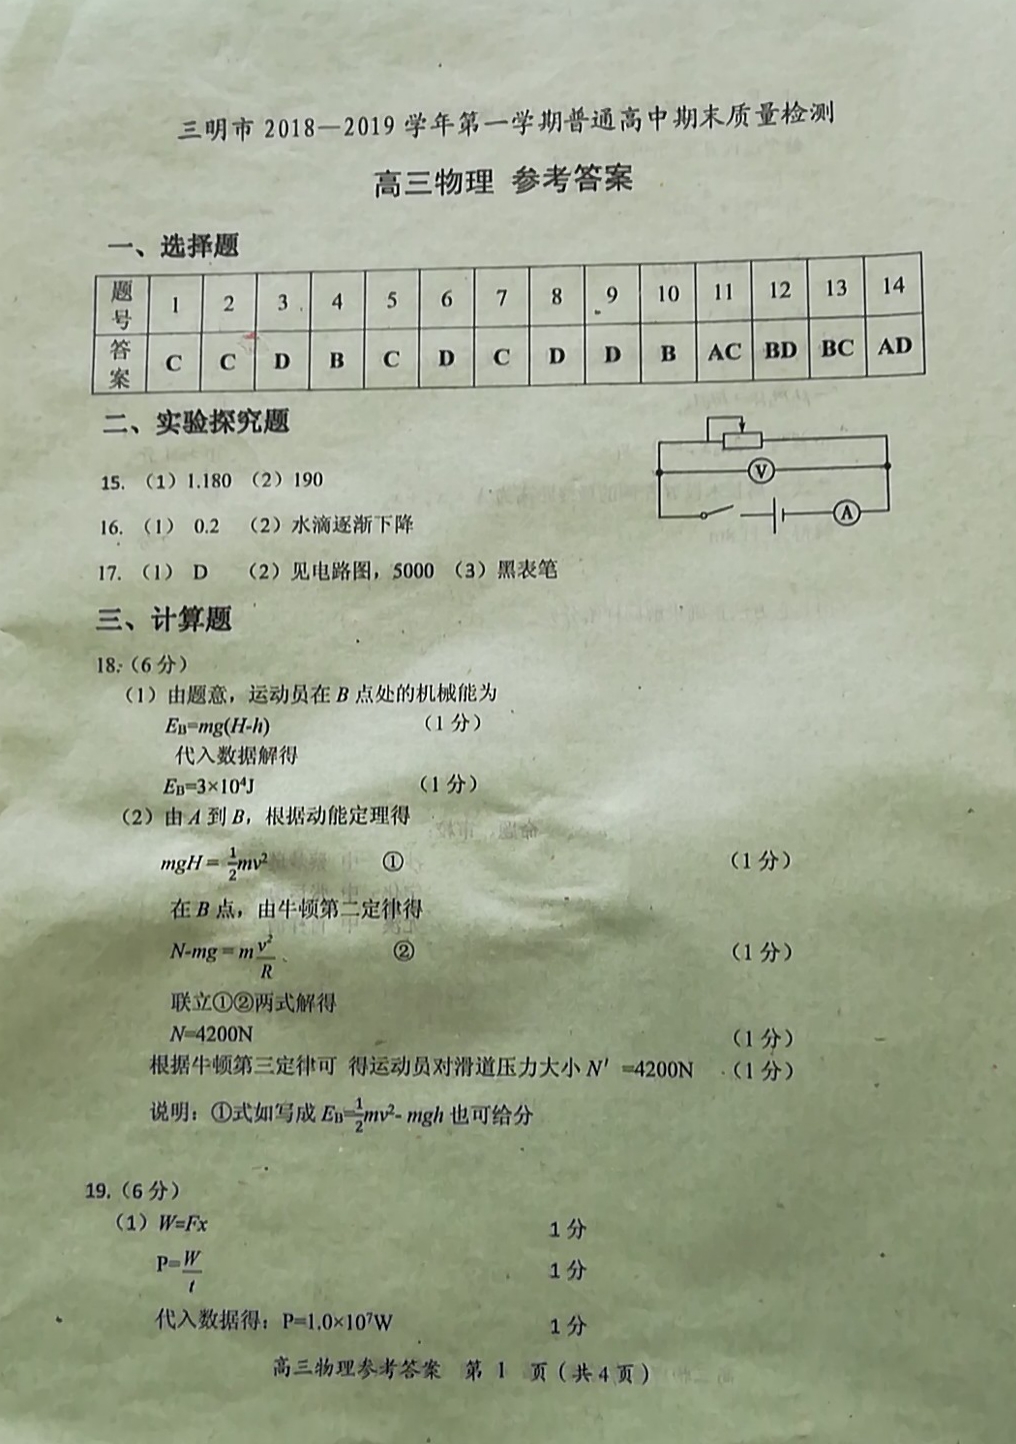 三明市 2018—2019 学年第一学期普通高中期末质量检测
高三物理 参考答案
一、选择题
题号 1 2 3 4 5 6 7 8 9 10 11 12 13 14
答案 C C D B C D C D D B AC BD BC AD
二、实验探究题
V
A
15.（1）1.180 （2）190
16.（1） 0.2 （2）水滴逐渐下降
17.（1） D （2）见电路图，5000 （3）黑表笔
三、计算题
18.（6 分）
（1）由题意，运动员在 B 点处的机械能为
EB=mg(H-h) （1 分）
代入数据解得
EB=3×10⁴J （1 分）
（2）由 A 到 B，根据动能定理得
mgH = 1/2 mv² ① （1 分）
在 B 点，由牛顿第二定律得
N-mg = m v²/R ② （1 分）
联立①②两式解得
N=4200N （1 分）
根据牛顿第三定律可 得运动员对滑道压力大小 N′ =4200N （1 分）
说明：①式如写成 EB=1/2 mv²- mgh 也可给分
19.（6 分）
（1）W=Fx 1 分
P=W/t 1 分
代入数据得：P=1.0×10⁷W 1 分
高三物理参考答案 第 1 页（共 4 页）